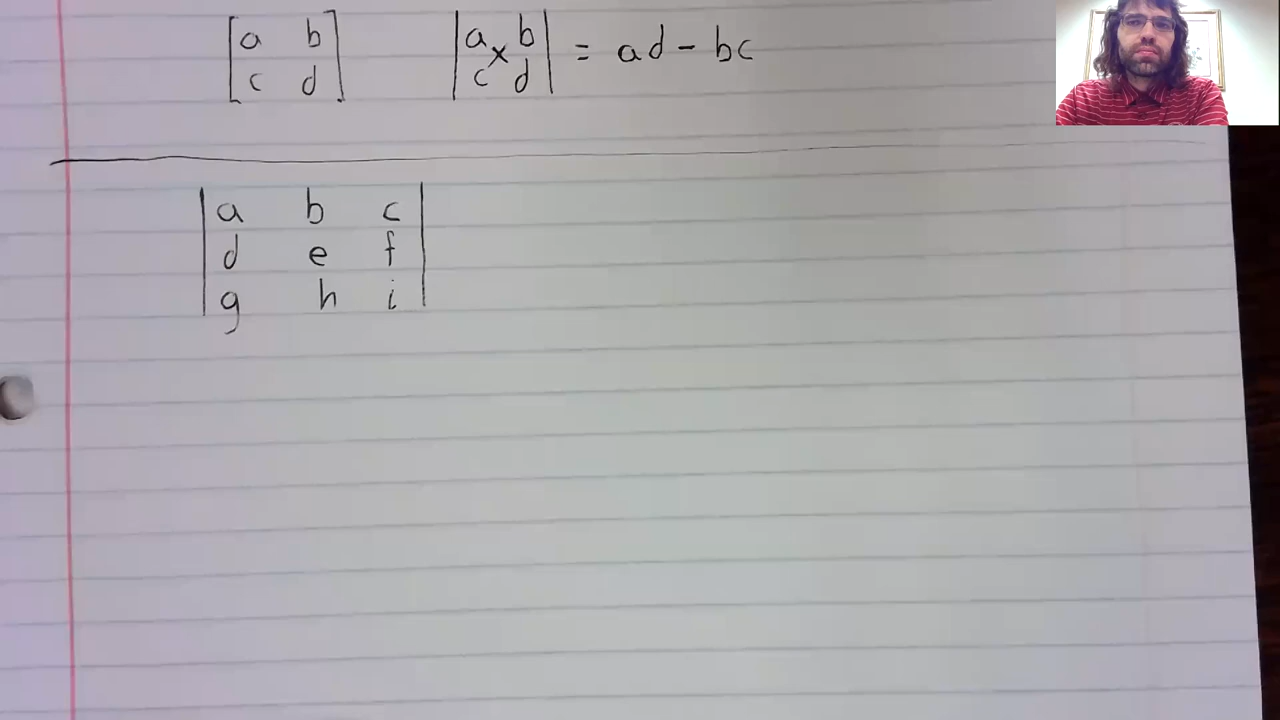 [a b] |a × b| = ad - bc
[c d] |c d|
|a b c|
|d e f|
|g h i|